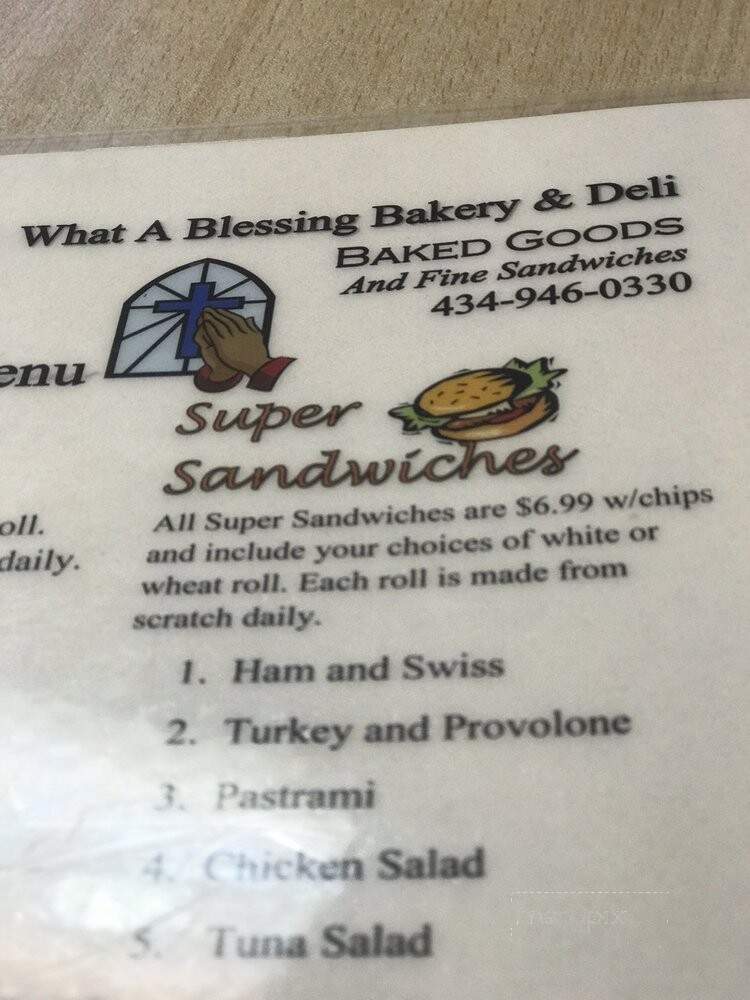 What A Blessing Bakery & Deli
BAKED GOODS
And Fine Sandwiches
434-946-0330
enu
Super
Sandwiches
oll.
daily.
All Super Sandwiches are $6.99 w/chips
and include your choices of white or
wheat roll. Each roll is made from
scratch daily.
1. Ham and Swiss
2. Turkey and Provolone
3. Pastrami
4. Chicken Salad
5. Tuna Salad